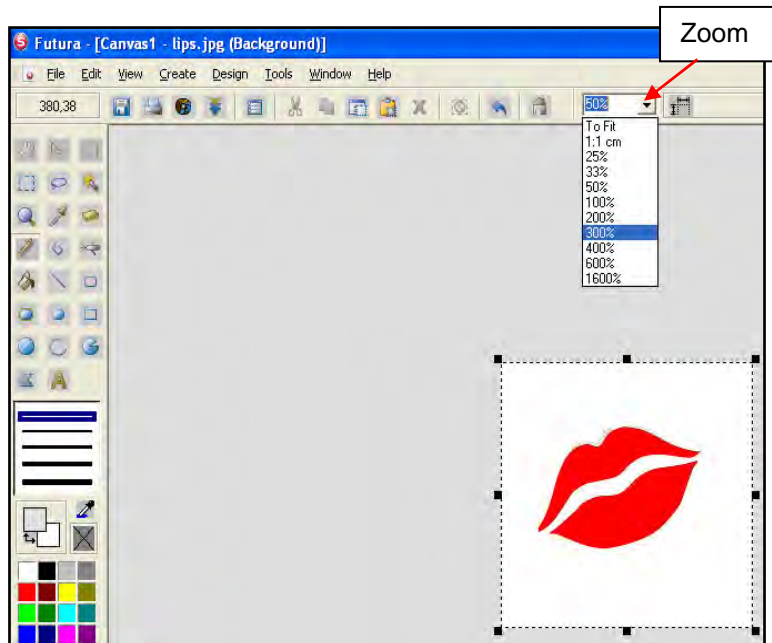 Zoom
Futura - [Canvas1 - lips.jpg (Background)]
File Edit View Create Design Tools Window Help
380,38
50%
To Fit
1:1 cm
25%
33%
50%
100%
200%
300%
400%
600%
1600%
A